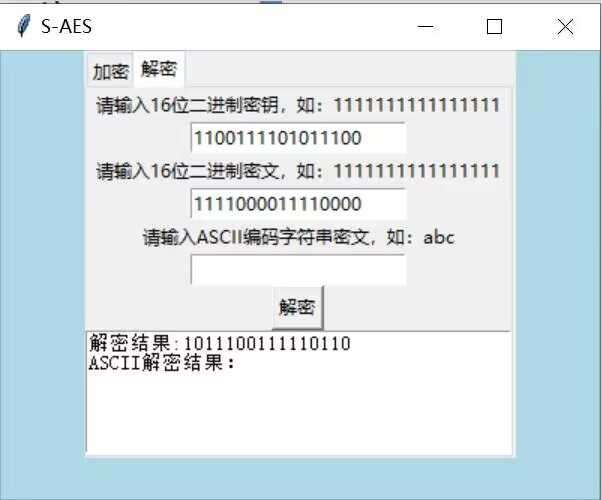 S-AES
加密 解密
请输入16位二进制密钥，如：1111111111111111
1100111101011100
请输入16位二进制密文，如：1111111111111111
1111000011110000
请输入ASCII编码字符串密文，如：abc
解密
解密结果:1011100111110110
ASCII解密结果：